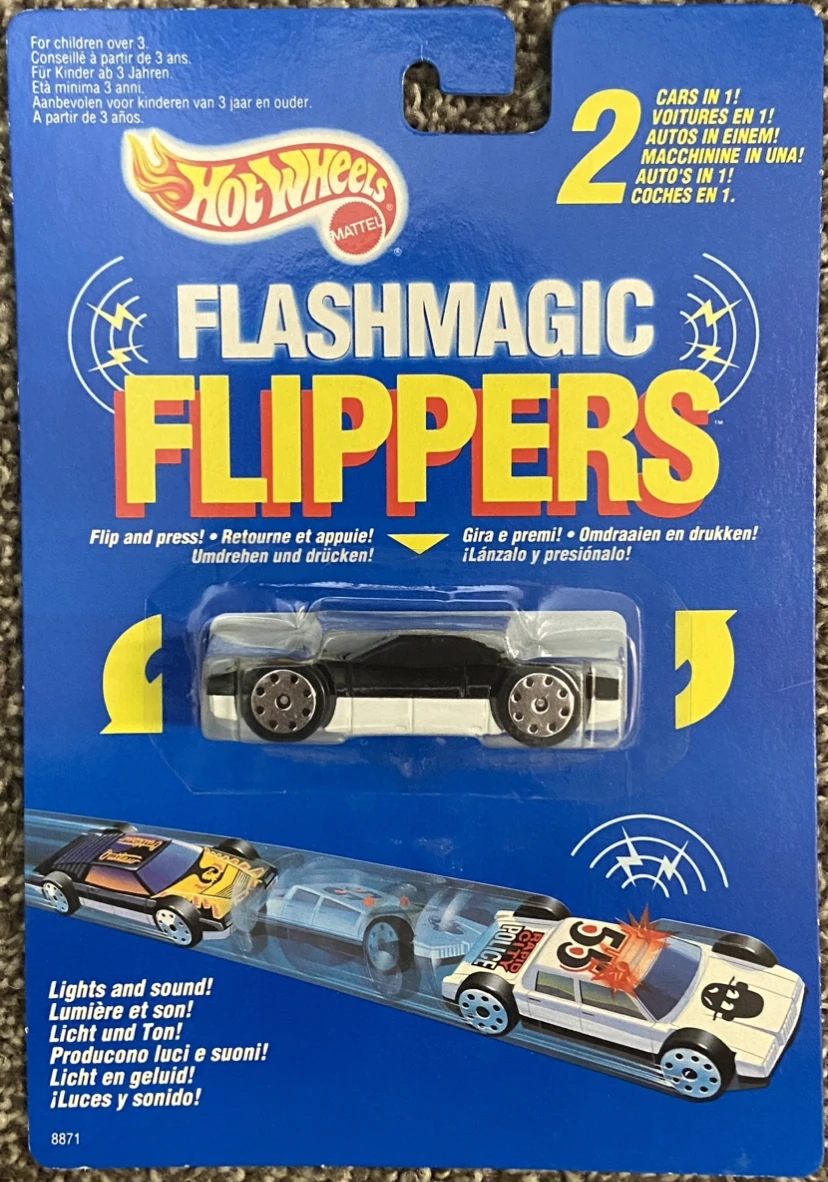 For children over 3.
Conseillé à partir de 3 ans.
Für Kinder ab 3 Jahren.
Età minima 3 anni.
Aanbevolen voor kinderen van 3 jaar en ouder.
A partir de 3 años.
2
CARS IN 1!
VOITURES EN 1!
AUTOS IN EINEM!
MACCHININE IN UNA!
AUTO'S IN 1!
COCHES EN 1.
HOT WHEELS®
MATTEL
®
FLASHMAGIC
FLIPPERS™
Flip and press! • Retourne et appuie!
Umdrehen und drücken!
Gira e premi! • Omdraaien en drukken!
¡Lánzalo y presiónalo!
55
RAPID
CITY
POLICE
Lights and sound!
Lumière et son!
Licht und Ton!
Producono luci e suoni!
Licht en geluid!
¡Luces y sonido!
8871